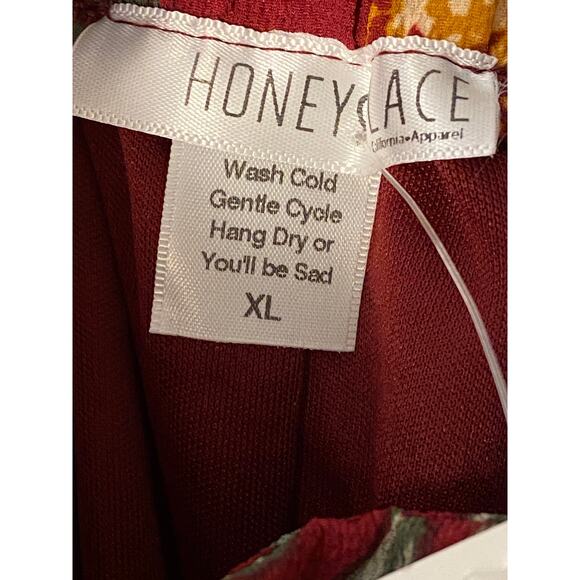 HONEY LACE
California•Apparel
Wash Cold
Gentle Cycle
Hang Dry or
You'll be Sad
XL